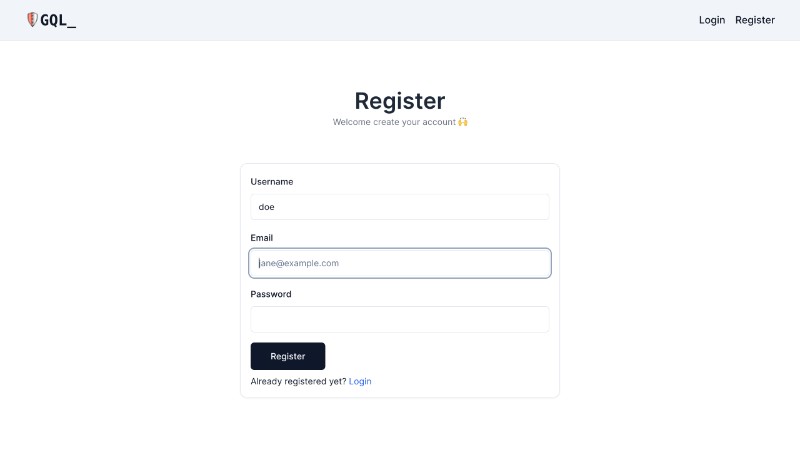 GQL_
Login Register
Register
Welcome create your account 🙌
Username
doe
Email
jane@example.com
Password
Register
Already registered yet? Login